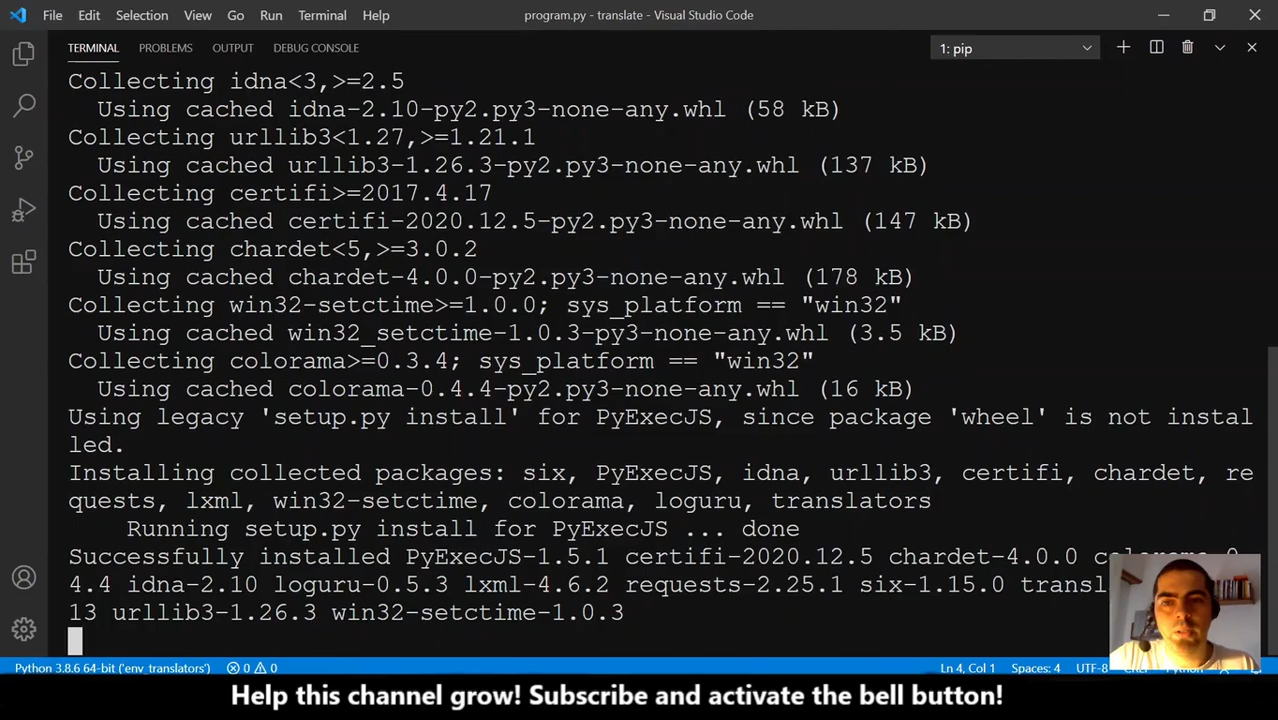 File Edit Selection View Go Run Terminal Help program.py - translate - Visual Studio Code
TERMINAL PROBLEMS OUTPUT DEBUG CONSOLE 1: pip
Collecting idna<3,>=2.5
Using cached idna-2.10-py2.py3-none-any.whl (58 kB)
Collecting urllib3<1.27,>=1.21.1
Using cached urllib3-1.26.3-py2.py3-none-any.whl (137 kB)
Collecting certifi>=2017.4.17
Using cached certifi-2020.12.5-py2.py3-none-any.whl (147 kB)
Collecting chardet<5,>=3.0.2
Using cached chardet-4.0.0-py2.py3-none-any.whl (178 kB)
Collecting win32-setctime>=1.0.0; sys_platform == "win32"
Using cached win32_setctime-1.0.3-py3-none-any.whl (3.5 kB)
Collecting colorama>=0.3.4; sys_platform == "win32"
Using cached colorama-0.4.4-py2.py3-none-any.whl (16 kB)
Using legacy 'setup.py install' for PyExecJS, since package 'wheel' is not instal
led.
Installing collected packages: six, PyExecJS, idna, urllib3, certifi, chardet, re
quests, lxml, win32-setctime, colorama, loguru, translators
Running setup.py install for PyExecJS ... done
Successfully installed PyExecJS-1.5.1 certifi-2020.12.5 chardet-4.0.0
4.4 idna-2.10 loguru-0.5.3 lxml-4.6.2 requests-2.25.1 six-1.15.0 transl
13 urllib3-1.26.3 win32-setctime-1.0.3
Python 3.8.6 64-bit ('env_translators') 0 0 Ln 4, Col 1 Spaces: 4 UTF-8
Help this channel grow! Subscribe and activate the bell button!